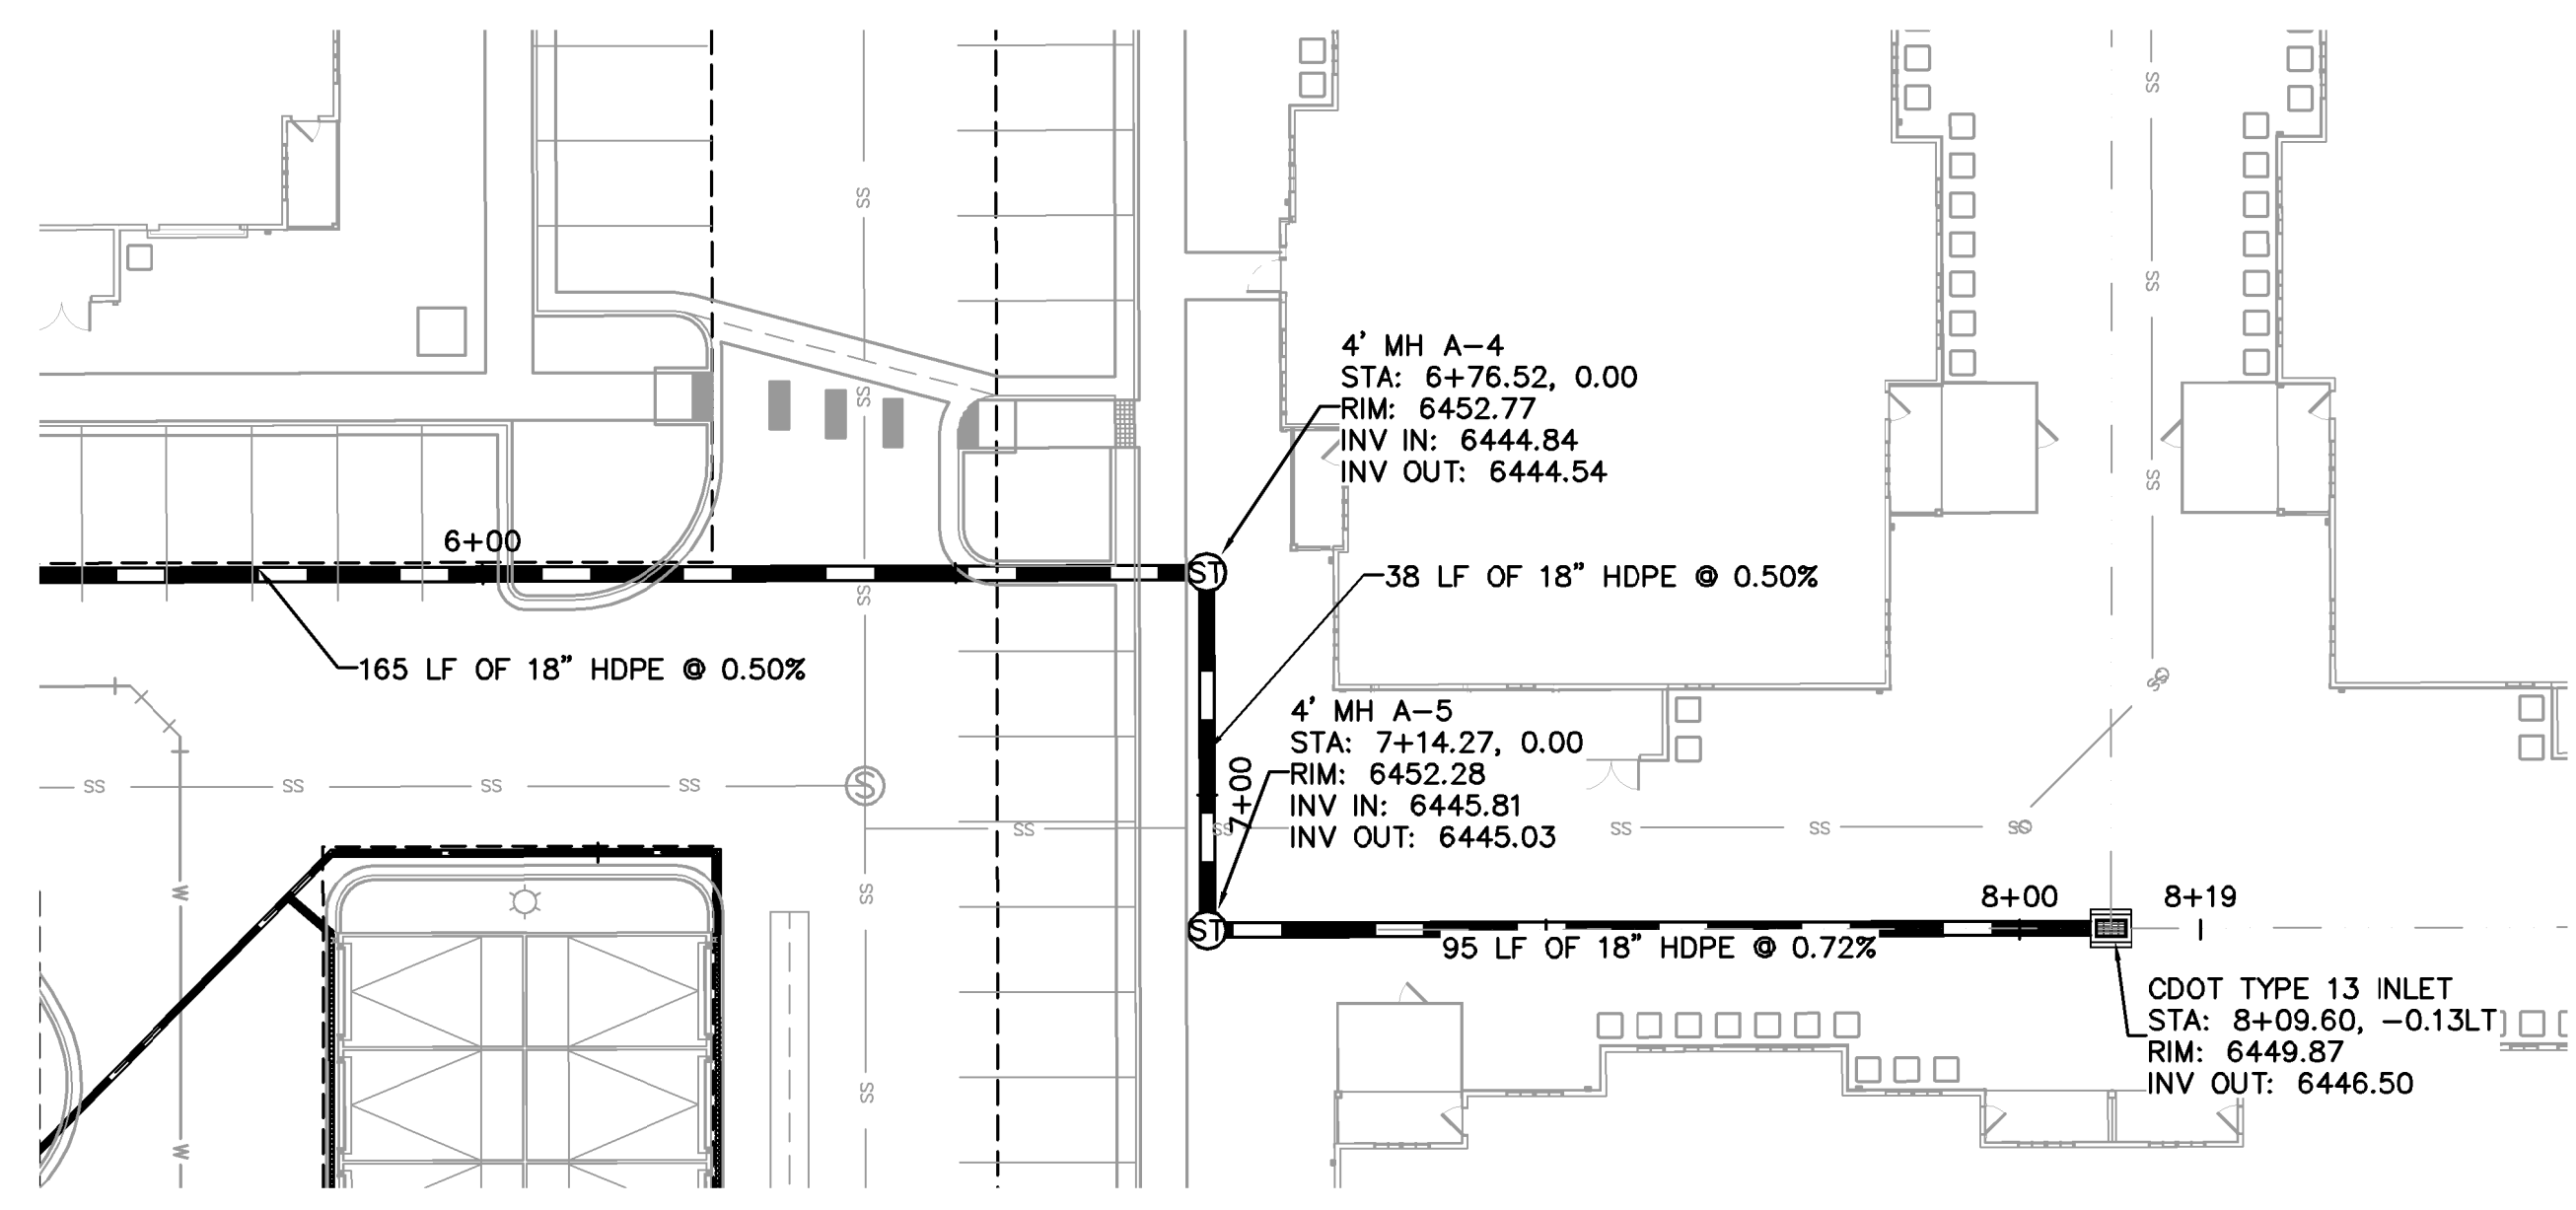 SS
SS
SS
4' MH A-4
STA: 6+76.52, 0.00
RIM: 6452.77
INV IN: 6444.84
INV OUT: 6444.54
SS
SS
6+00
ST
38 LF OF 18" HDPE @ 0.50%
SS
165 LF OF 18" HDPE @ 0.50%
SS
4' MH A-5
STA: 7+14.27, 0.00
RIM: 6452.28
INV IN: 6445.81
INV OUT: 6445.03
7+00
SS
SS
SS
SS
S
SS
SS
SS
SS
SS
W
SS
8+00
8+19
ST
95 LF OF 18" HDPE @ 0.72%
CDOT TYPE 13 INLET
STA: 8+09.60, -0.13LT
RIM: 6449.87
INV OUT: 6446.50
SS
W